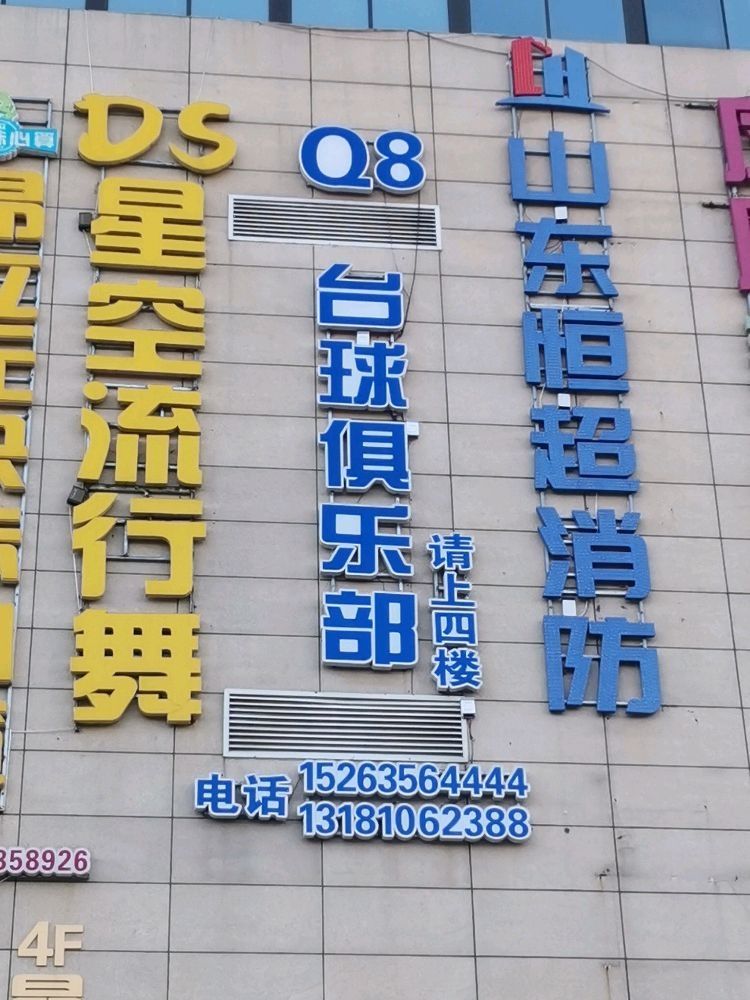 DS
星空流行舞
Q8
台球俱乐部
请上四楼
电话
15263564444
13181062388
山东恒超消防
358926
4F